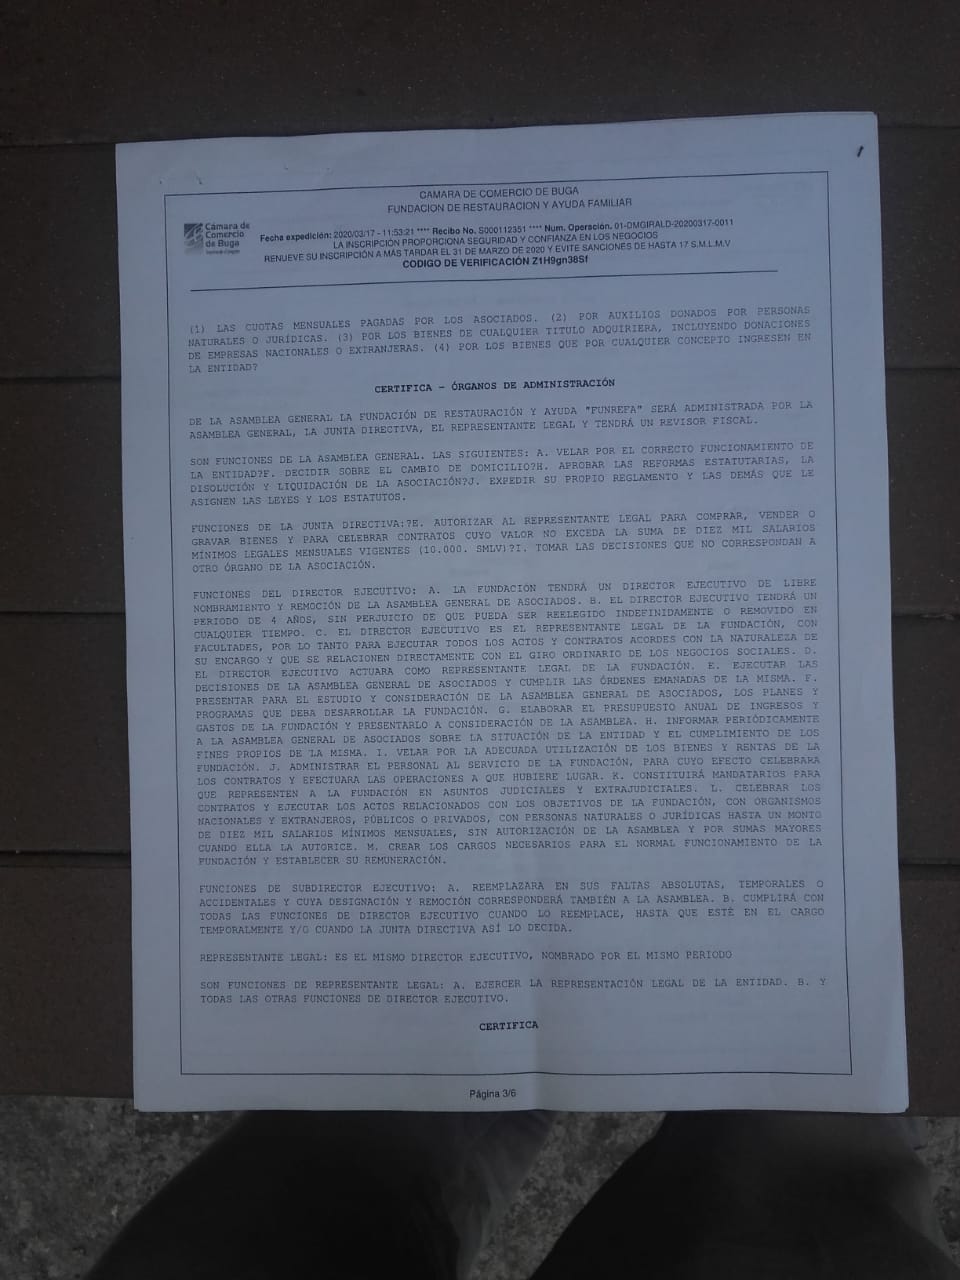 CAMARA DE COMERCIO DE BUGA
FUNDACION DE RESTAURACION Y AYUDA FAMILIAR
Cámara de
Comercio
de Buga
Fecha expedición: 2020/03/17 - 11:53:21 **** Recibo No. S000112351 **** Num. Operación. 01-DMGIRALD-20200317-0011
LA INSCRIPCIÓN PROPORCIONA SEGURIDAD Y CONFIANZA EN LOS NEGOCIOS
RENUEVE SU INSCRIPCIÓN A MÁS TARDAR EL 31 DE MARZO DE 2020 Y EVITE SANCIONES DE HASTA 17 S.M.L.M.V
CODIGO DE VERIFICACIÓN Z1H9gn38Sf
(1) LAS CUOTAS MENSUALES PAGADAS POR LOS ASOCIADOS. (2) POR AUXILIOS DONADOS POR PERSONAS
NATURALES O JURÍDICAS. (3) POR LOS BIENES DE CUALQUIER TITULO ADQUIRIERA, INCLUYENDO DONACIONES
DE EMPRESAS NACIONALES O EXTRANJERAS. (4) POR LOS BIENES QUE POR CUALQUIER CONCEPTO INGRESEN EN
LA ENTIDAD?
CERTIFICA - ÓRGANOS DE ADMINISTRACIÓN
DE LA ASAMBLEA GENERAL LA FUNDACIÓN DE RESTAURACIÓN Y AYUDA "FUNREFA" SERÁ ADMINISTRADA POR LA
ASAMBLEA GENERAL, LA JUNTA DIRECTIVA, EL REPRESENTANTE LEGAL Y TENDRÁ UN REVISOR FISCAL.
SON FUNCIONES DE LA ASAMBLEA GENERAL. LAS SIGUIENTES: A. VELAR POR EL CORRECTO FUNCIONAMIENTO DE
LA ENTIDAD?F. DECIDIR SOBRE EL CAMBIO DE DOMICILIO?H. APROBAR LAS REFORMAS ESTATUTARIAS, LA
DISOLUCIÓN Y LIQUIDACIÓN DE LA ASOCIACIÓN?J. EXPEDIR SU PROPIO REGLAMENTO Y LAS DEMÁS QUE LE
ASIGNEN LAS LEYES Y LOS ESTATUTOS.
FUNCIONES DE LA JUNTA DIRECTIVA:?E. AUTORIZAR AL REPRESENTANTE LEGAL PARA COMPRAR, VENDER O
GRAVAR BIENES Y PARA CELEBRAR CONTRATOS CUYO VALOR NO EXCEDA LA SUMA DE DIEZ MIL SALARIOS
MÍNIMOS LEGALES MENSUALES VIGENTES (10.000. SMLV)?I. TOMAR LAS DECISIONES QUE NO CORRESPONDAN A
OTRO ÓRGANO DE LA ASOCIACIÓN.
FUNCIONES DEL DIRECTOR EJECUTIVO: A. LA FUNDACIÓN TENDRÁ UN DIRECTOR EJECUTIVO DE LIBRE
NOMBRAMIENTO Y REMOCIÓN DE LA ASAMBLEA GENERAL DE ASOCIADOS. B. EL DIRECTOR EJECUTIVO TENDRÁ UN
PERIODO DE 4 AÑOS, SIN PERJUICIO DE QUE PUEDA SER REELEGIDO INDEFINIDAMENTE O REMOVIDO EN
CUALQUIER TIEMPO. C. EL DIRECTOR EJECUTIVO ES EL REPRESENTANTE LEGAL DE LA FUNDACIÓN, CON
FACULTADES, POR LO TANTO PARA EJECUTAR TODOS LOS ACTOS Y CONTRATOS ACORDES CON LA NATURALEZA DE
SU ENCARGO Y QUE SE RELACIONEN DIRECTAMENTE CON EL GIRO ORDINARIO DE LOS NEGOCIOS SOCIALES. D.
EL DIRECTOR EJECUTIVO ACTUARA COMO REPRESENTANTE LEGAL DE LA FUNDACIÓN. E. EJECUTAR LAS
DECISIONES DE LA ASAMBLEA GENERAL DE ASOCIADOS Y CUMPLIR LAS ÓRDENES EMANADAS DE LA MISMA. F.
PRESENTAR PARA EL ESTUDIO Y CONSIDERACIÓN DE LA ASAMBLEA GENERAL DE ASOCIADOS, LOS PLANES Y
PROGRAMAS QUE DEBA DESARROLLAR LA FUNDACIÓN. G. ELABORAR EL PRESUPUESTO ANUAL DE INGRESOS Y
GASTOS DE LA FUNDACIÓN Y PRESENTARLO A CONSIDERACIÓN DE LA ASAMBLEA. H. INFORMAR PERIÓDICAMENTE
A LA ASAMBLEA GENERAL DE ASOCIADOS SOBRE LA SITUACIÓN DE LA ENTIDAD Y EL CUMPLIMIENTO DE LOS
FINES PROPIOS DE LA MISMA. I. VELAR POR LA ADECUADA UTILIZACIÓN DE LOS BIENES Y RENTAS DE LA
FUNDACIÓN. J. ADMINISTRAR EL PERSONAL AL SERVICIO DE LA FUNDACIÓN, PARA CUYO EFECTO CELEBRARA
LOS CONTRATOS Y EFECTUARA LAS OPERACIONES A QUE HUBIERE LUGAR. K. CONSTITUIRÁ MANDATARIOS PARA
QUE REPRESENTEN A LA FUNDACIÓN EN ASUNTOS JUDICIALES Y EXTRAJUDICIALES. L. CELEBRAR LOS
CONTRATOS Y EJECUTAR LOS ACTOS RELACIONADOS CON LOS OBJETIVOS DE LA FUNDACIÓN, CON ORGANISMOS
NACIONALES Y EXTRANJEROS, PÚBLICOS O PRIVADOS, CON PERSONAS NATURALES O JURÍDICAS HASTA UN MONTO
DE DIEZ MIL SALARIOS MÍNIMOS MENSUALES, SIN AUTORIZACIÓN DE LA ASAMBLEA Y POR SUMAS MAYORES
CUANDO ELLA LA AUTORICE. M. CREAR LOS CARGOS NECESARIOS PARA EL NORMAL FUNCIONAMIENTO DE LA
FUNDACIÓN Y ESTABLECER SU REMUNERACIÓN.
FUNCIONES DE SUBDIRECTOR EJECUTIVO: A. REEMPLAZARA EN SUS FALTAS ABSOLUTAS, TEMPORALES O
ACCIDENTALES Y CUYA DESIGNACIÓN Y REMOCIÓN CORRESPONDERÁ TAMBIÉN A LA ASAMBLEA. B. CUMPLIRÁ CON
TODAS LAS FUNCIONES DE DIRECTOR EJECUTIVO CUANDO LO REEMPLACE, HASTA QUE ESTÉ EN EL CARGO
TEMPORALMENTE Y/O CUANDO LA JUNTA DIRECTIVA ASÍ LO DECIDA.
REPRESENTANTE LEGAL: ES EL MISMO DIRECTOR EJECUTIVO, NOMBRADO POR EL MISMO PERIODO
SON FUNCIONES DE REPRESENTANTE LEGAL: A. EJERCER LA REPRESENTACIÓN LEGAL DE LA ENTIDAD. B. Y
TODAS LAS OTRAS FUNCIONES DE DIRECTOR EJECUTIVO.
CERTIFICA
Página 3/6